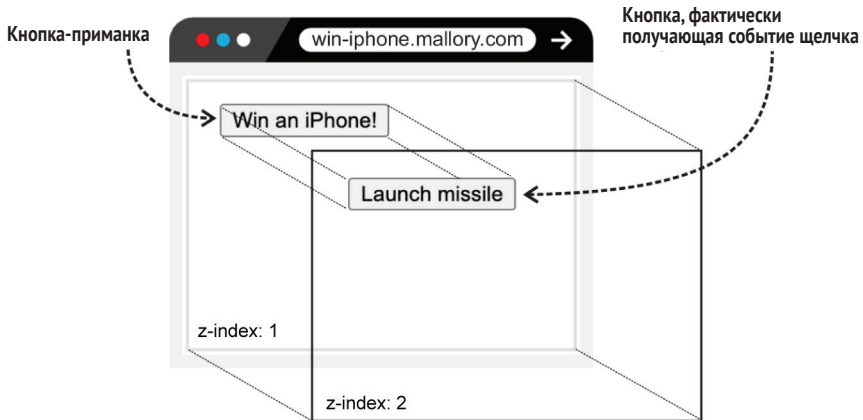 Кнопка-приманка
Кнопка, фактически
получающая событие щелчка
win-iphone.mallory.com
Win an iPhone!
Launch missile
z-index: 1
z-index: 2